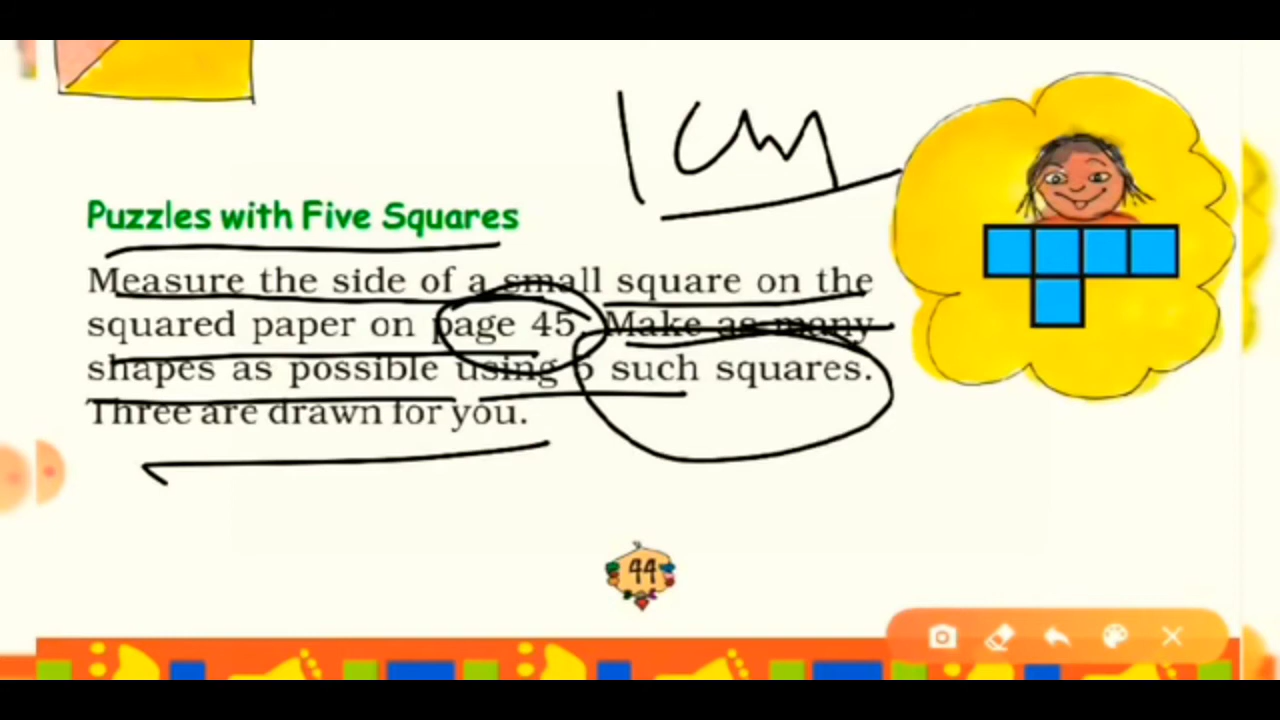 1 cm
Puzzles with Five Squares
Measure the side of a small square on the
squared paper on page 45. Make as many
shapes as possible using 5 such squares.
Three are drawn for you.
44